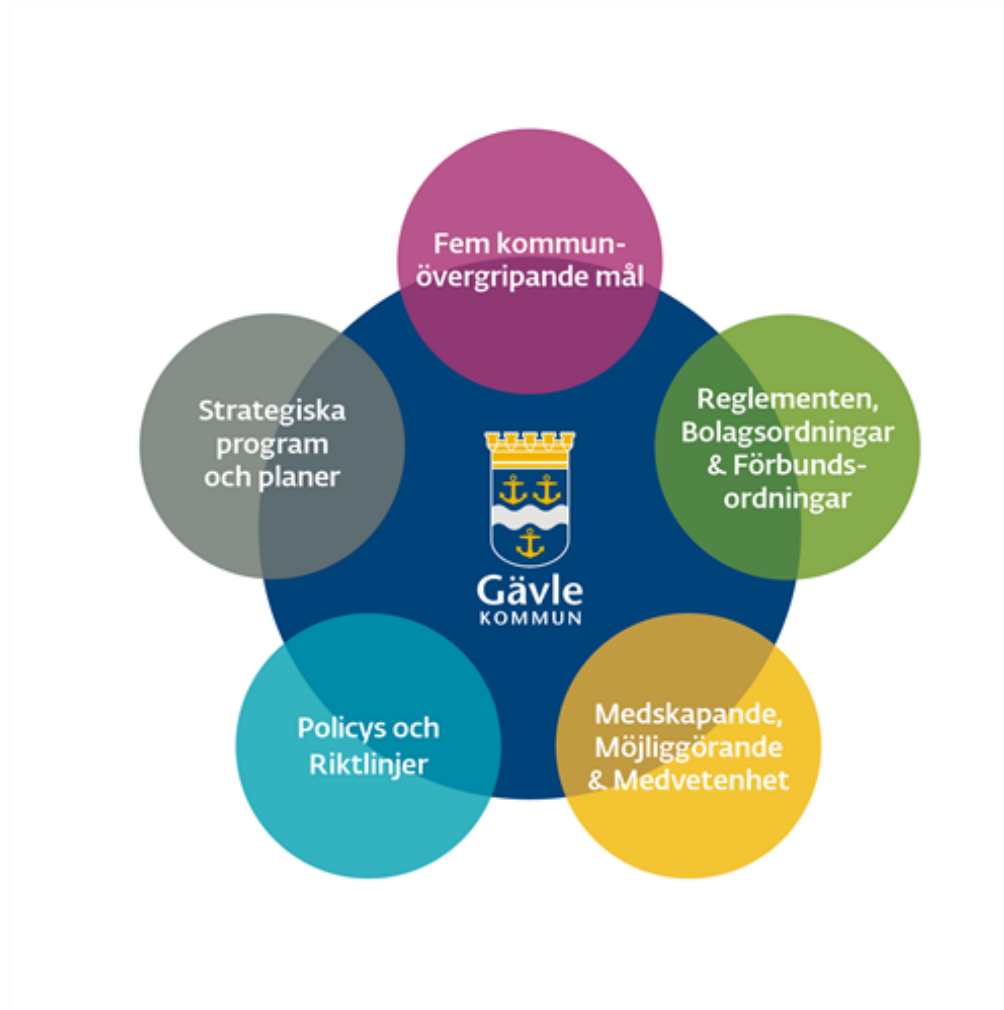 Fem kommun-
övergripande mål
Reglementen,
Bolagsordningar
& Förbunds-
ordningar
Medskapande,
Möjliggörande
& Medvetenhet
Policys och
Riktlinjer
Strategiska
program
och planer
Gävle
KOMMUN